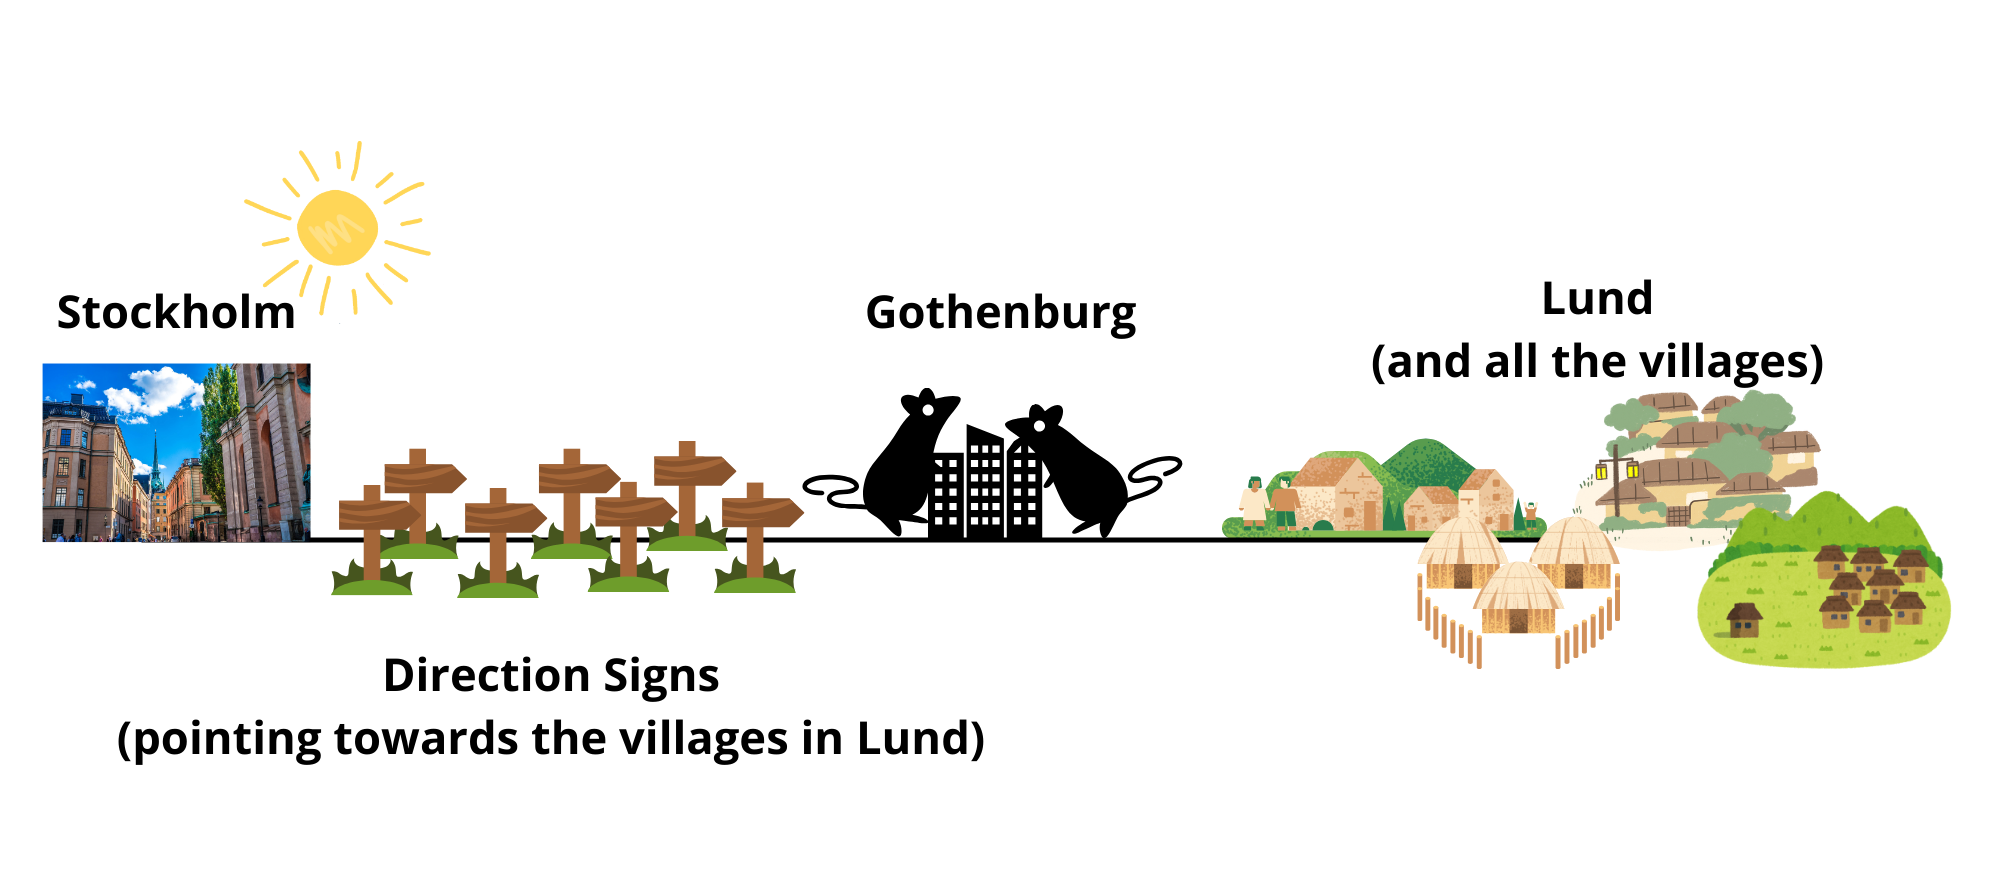 Stockholm
Gothenburg
Lund
(and all the villages)
Direction Signs
(pointing towards the villages in Lund)